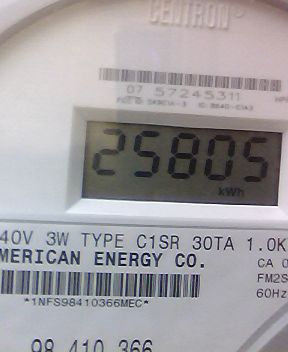 CENTRON®
07 57245311
25805
kWh
40V 3W TYPE C1SR 30TA 1.0K
MERICAN ENERGY CO.
CA 0
FM2S
60Hz
*1NFS98410366MEC*
98 410 366